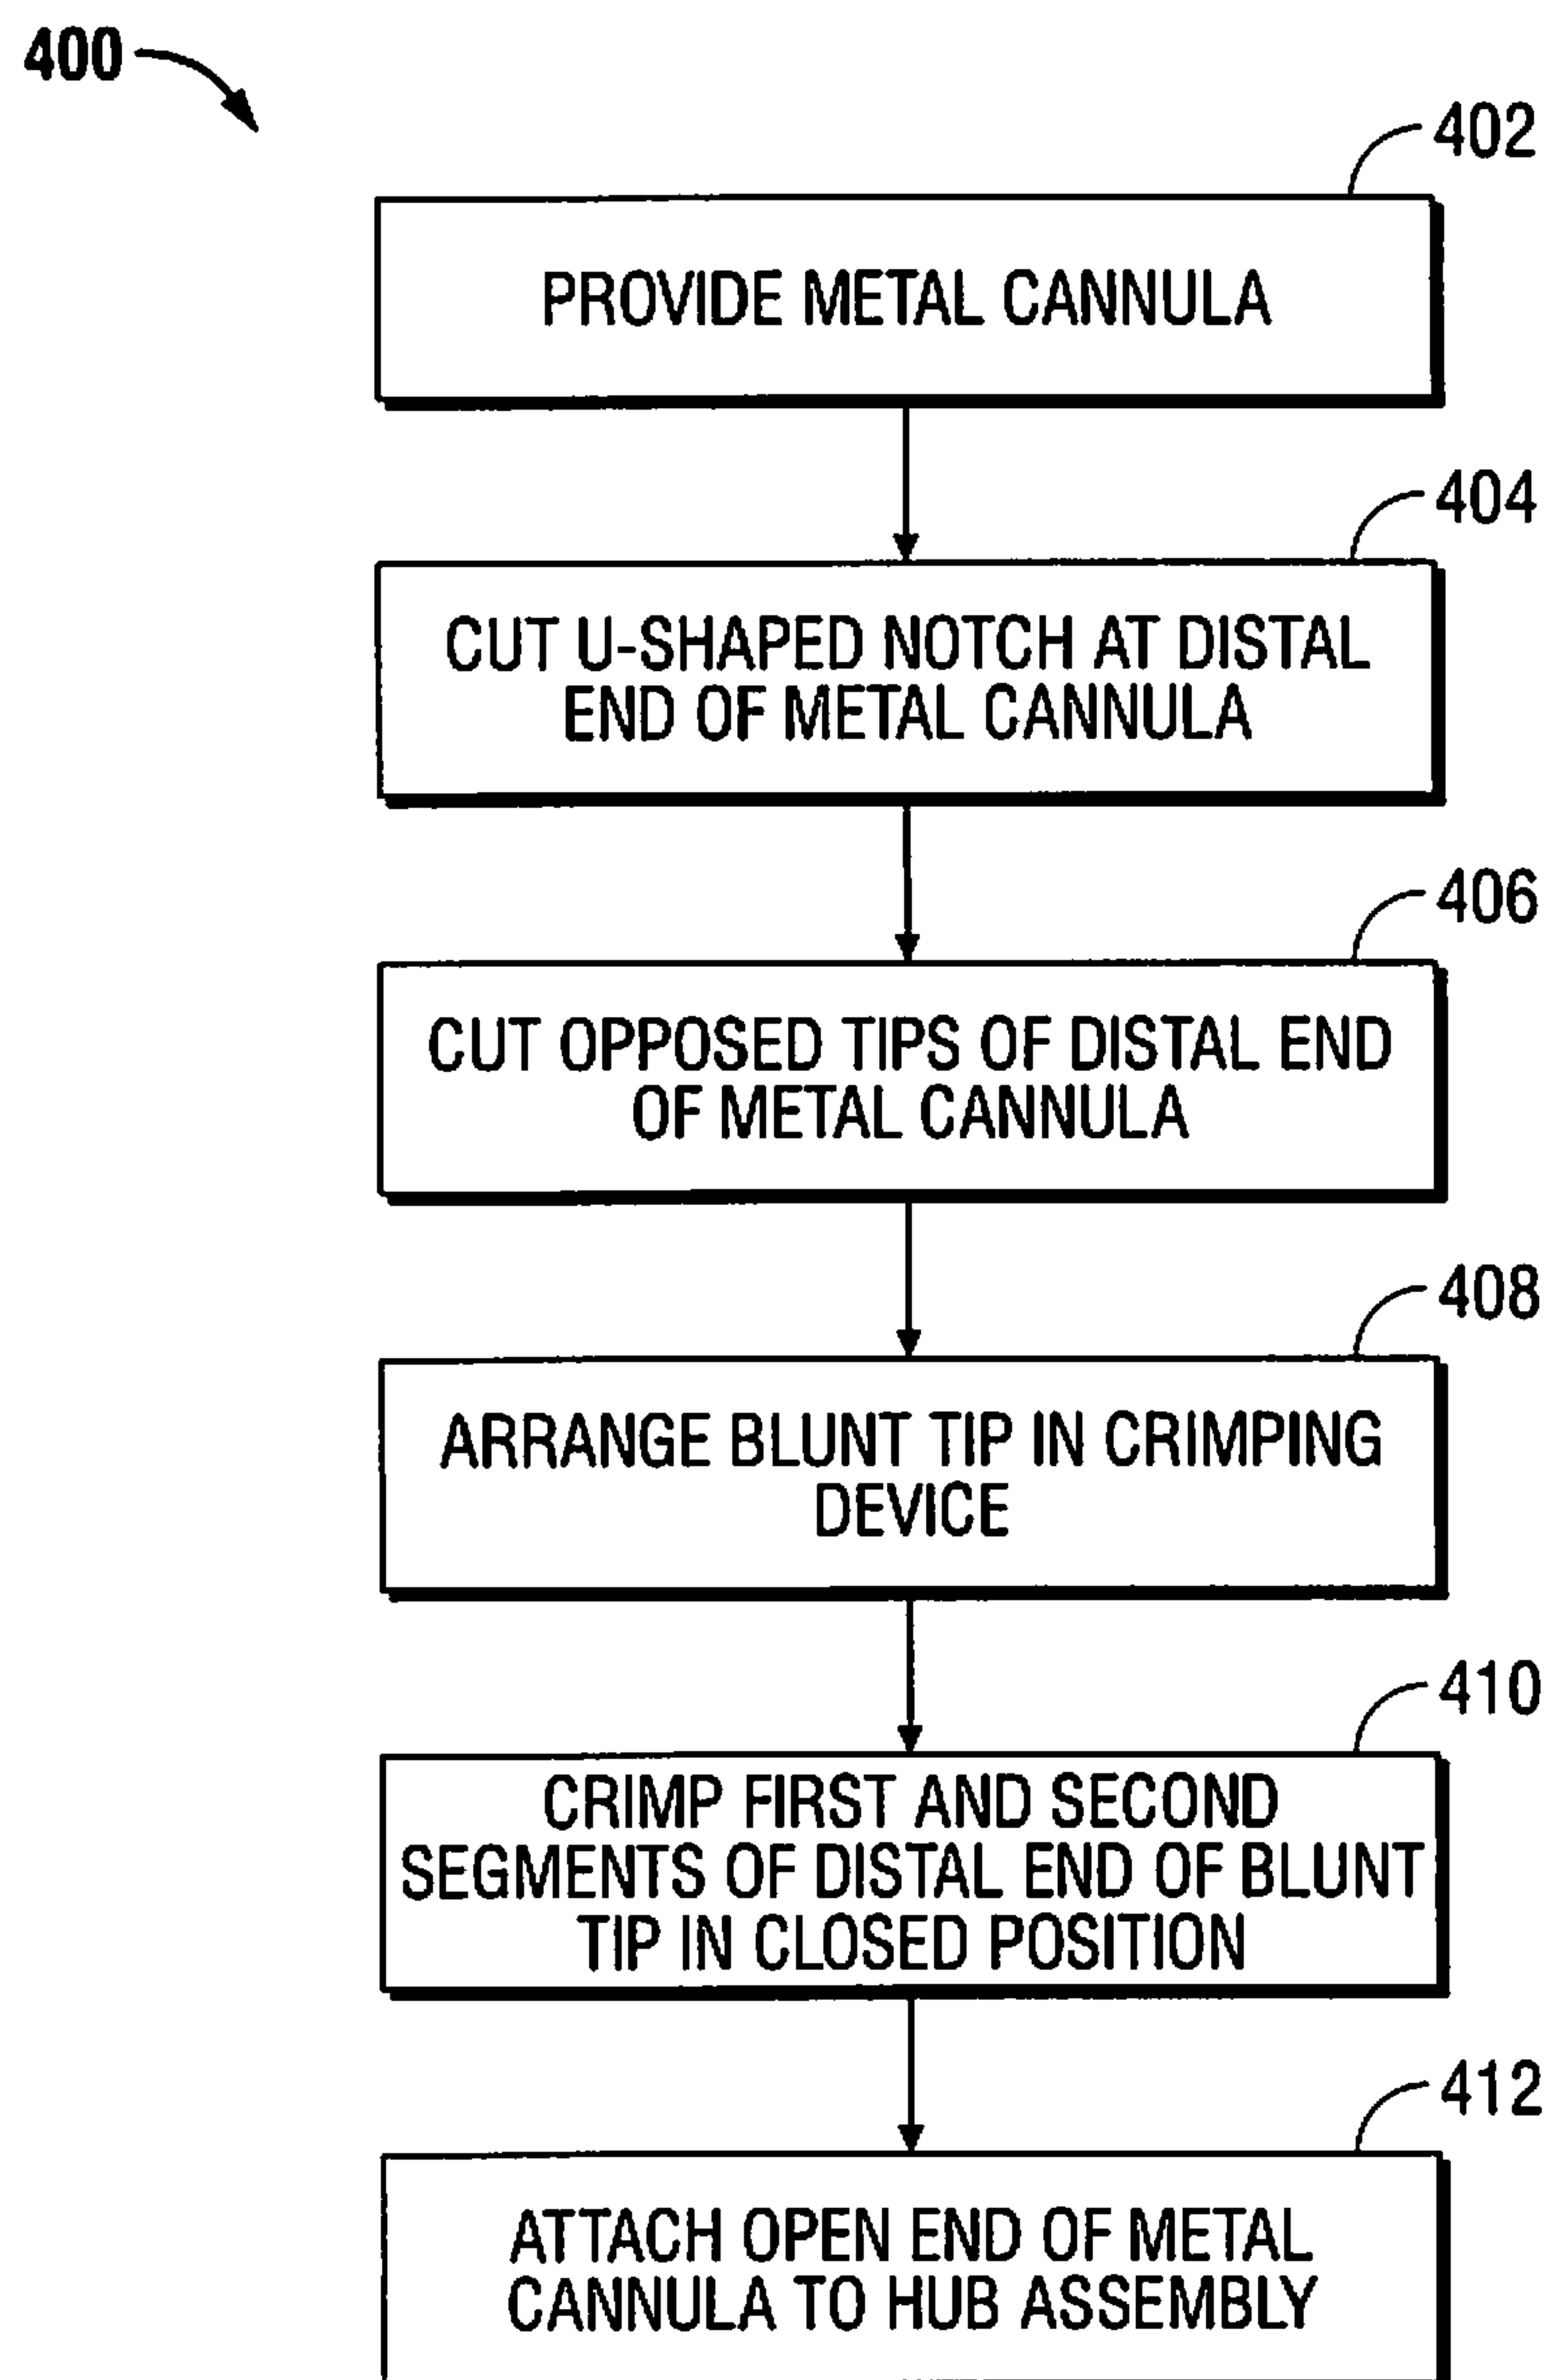 400
402
PROVIDE METAL CANNULA
404
CUT U-SHAPED NOTCH AT DISTAL
END OF METAL CANNULA
406
CUT OPPOSED TIPS OF DISTAL END
OF METAL CANNULA
408
ARRANGE BLUNT TIP IN CRIMPING
DEVICE
410
CRIMP FIRST AND SECOND
SEGMENTS OF DISTAL END OF BLUNT
TIP IN CLOSED POSITION
412
ATTACH OPEN END OF METAL
CANNULA TO HUB ASSEMBLY